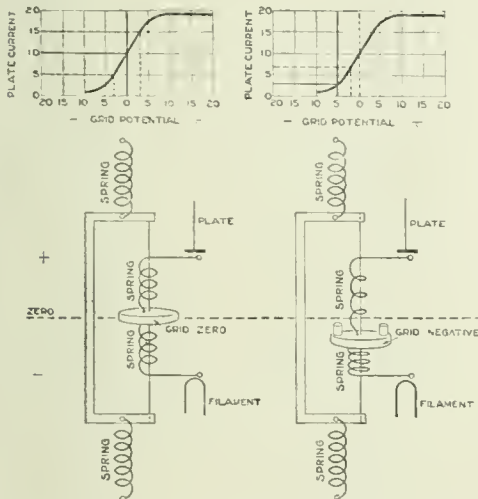 PLATE CURRENT
20
15
10
5
0
20 15 10 5 0 5 10 15 20
— GRID POTENTIAL —
PLATE CURRENT
20
15
10
5
0
20 15 10 5 0 5 10 15 20
— GRID POTENTIAL +
SPRING
SPRING
PLATE
PLATE
+
SPRING
SPRING
ZERO
GRID ZERO
GRID NEGATIVE
SPRING
SPRING
-
FILAMENT
FILAMENT
SPRING
SPRING